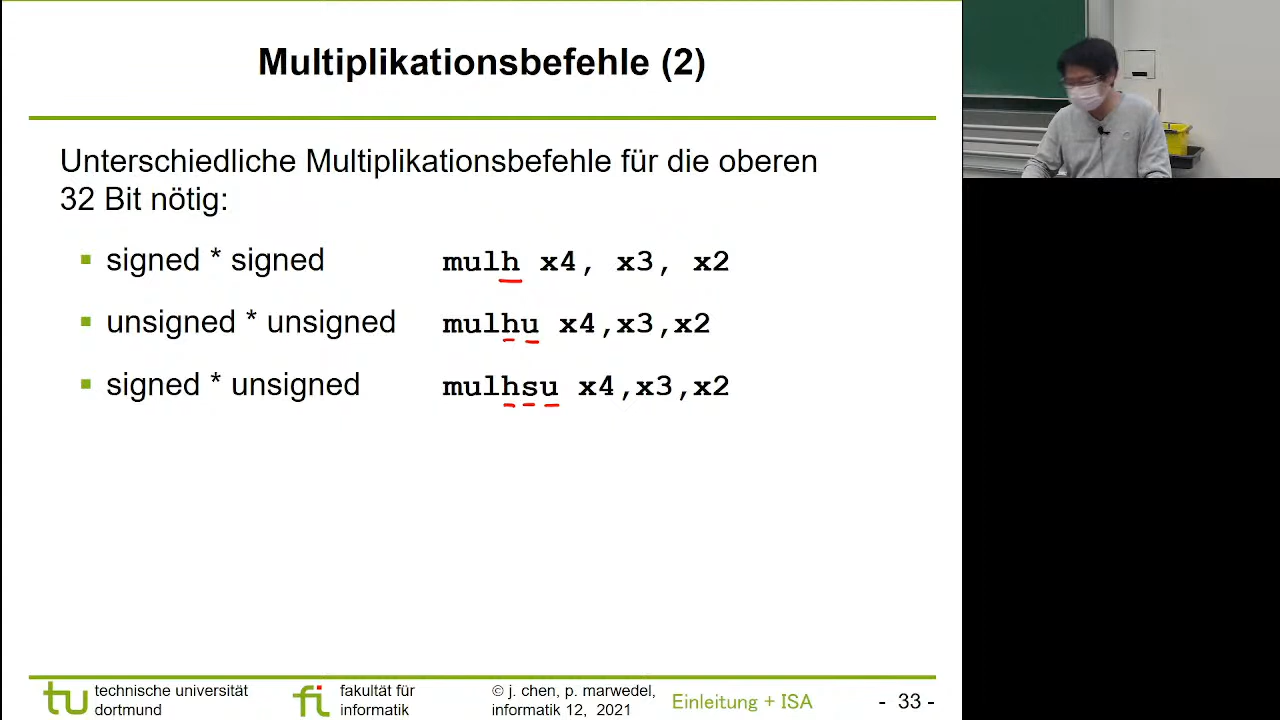 Multiplikationsbefehle (2)
Unterschiedliche Multiplikationsbefehle für die oberen
32 Bit nötig:
signed * signed mulh x4, x3, x2
unsigned * unsigned mulhu x4,x3,x2
signed * unsigned mulhsu x4,x3,x2
tu technische universität
dortmund
fi fakultät für
informatik
© j. chen, p. marwedel,
informatik 12, 2021
Einleitung + ISA
- 33 -